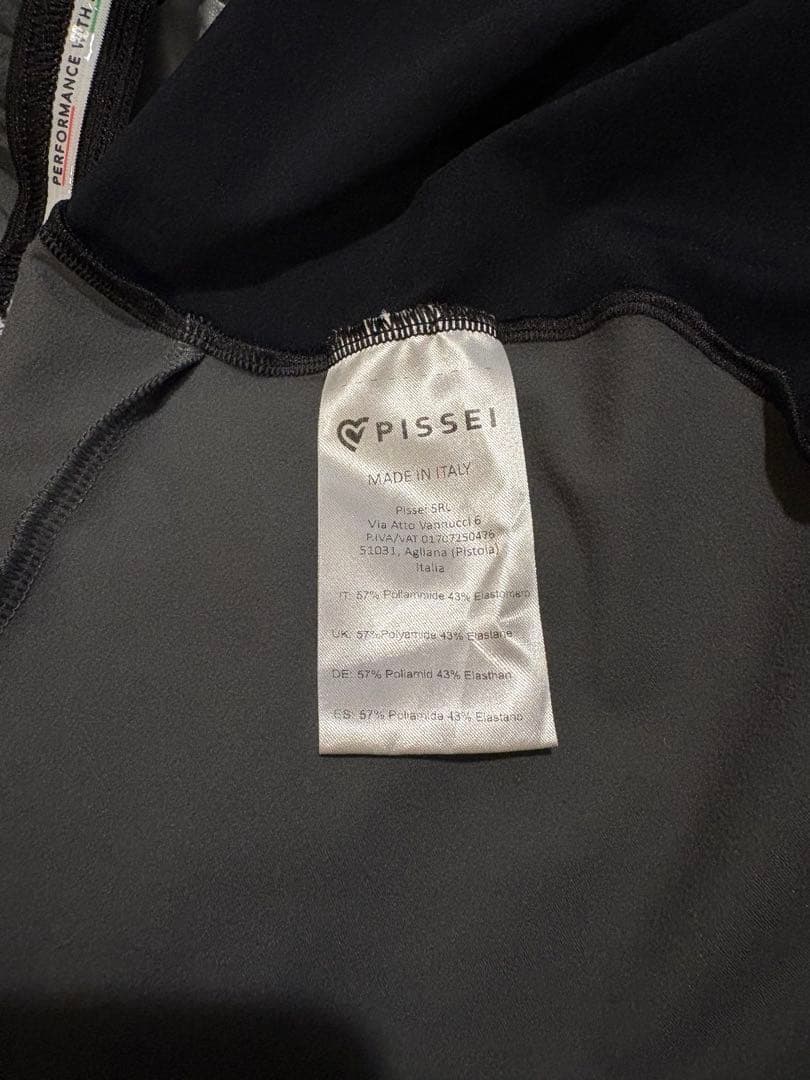 PERFORMANCE WITH
PISSEI
MADE IN ITALY
Pissei SRL
Via Atto Vannucci 6
P.IVA/VAT 01707250476
51031, Agliana (Pistoia)
Italia
IT: 57% Poliammide 43% Elastomero
UK: 57% Polyamide 43% Elastane
DE: 57% Poliamid 43% Elasthan
ES: 57% Poliamida 43% Elastano